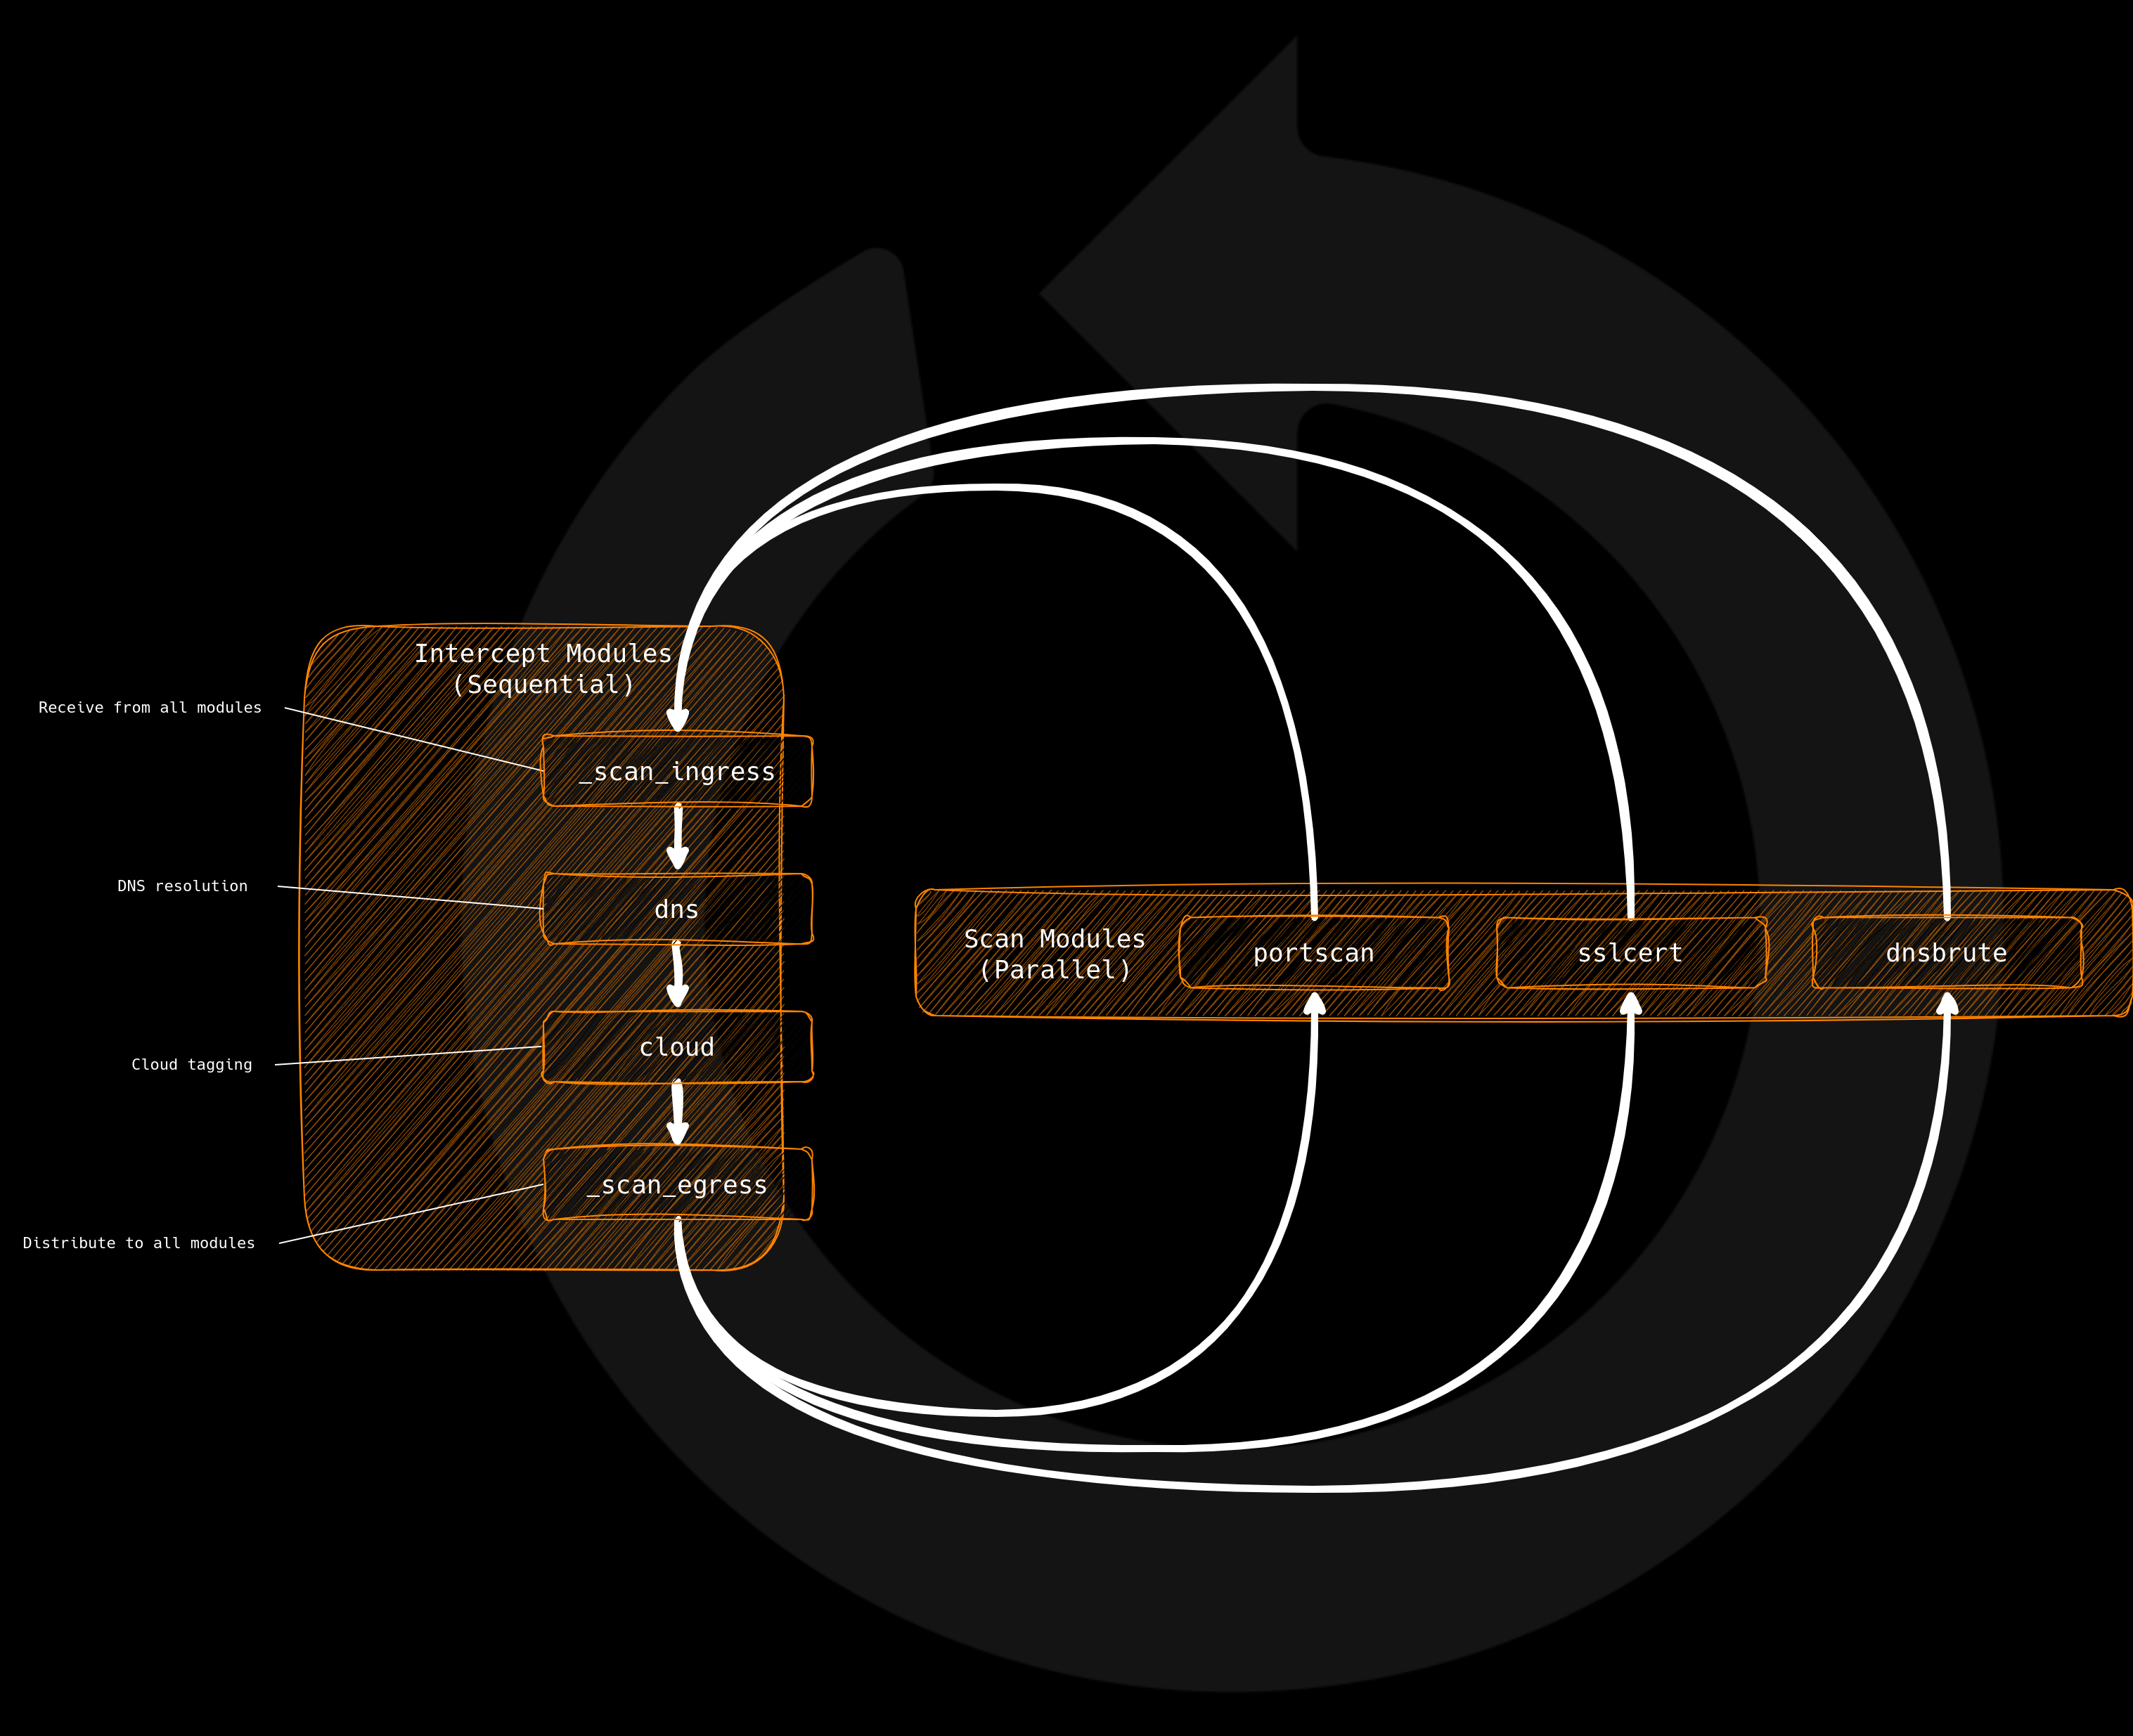 Intercept Modules
(Sequential)
Receive from all modules
_scan_ingress
DNS resolution
dns
Cloud tagging
cloud
Distribute to all modules
_scan_egress
Scan Modules
(Parallel)
portscan
sslcert
dnsbrute